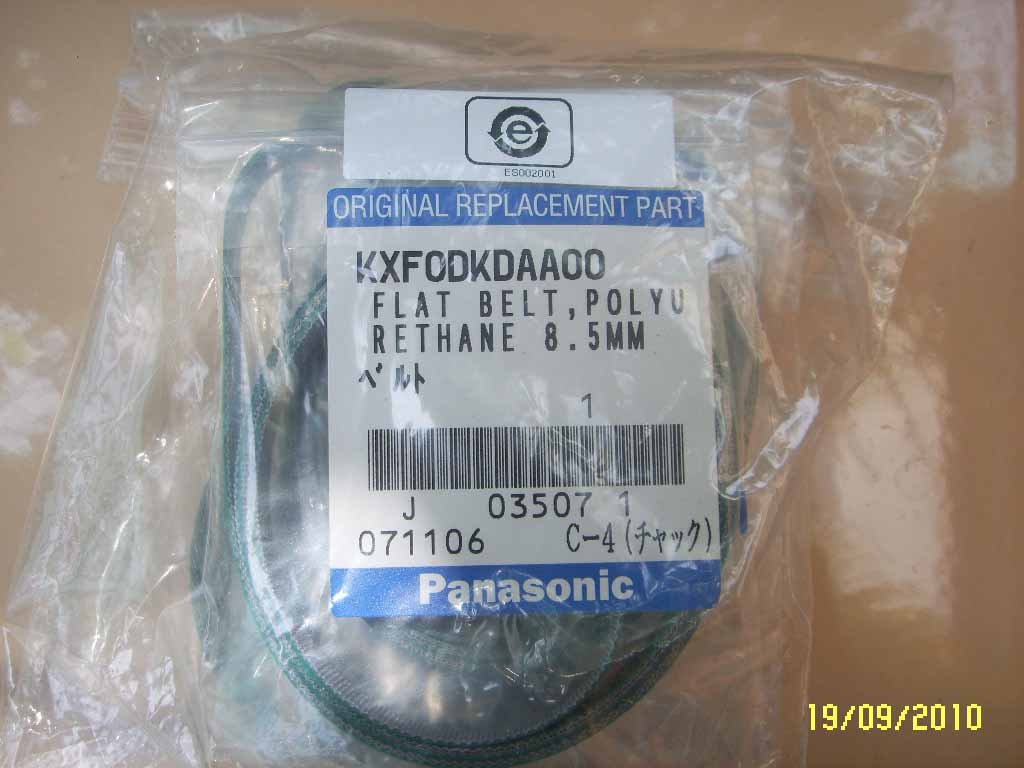 e
ES002001
ORIGINAL REPLACEMENT PART
KXF0DKDAA00
FLAT BELT,POLYU
RETHANE 8.5MM
ベルト
1
J 03507 1
071106 C-4(チャック)
Panasonic
19/09/2010